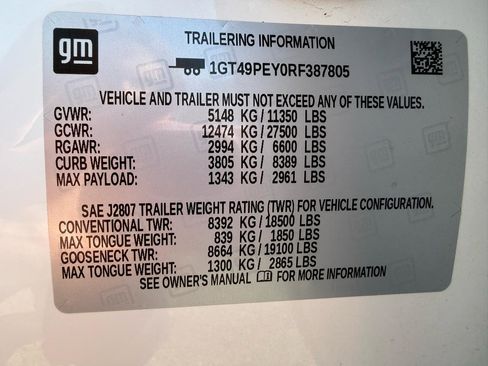 gm
TRAILERING INFORMATION
1GT49PEY0RF387805
VEHICLE AND TRAILER MUST NOT EXCEED ANY OF THESE VALUES.
GVWR: 5148 KG/11350 LBS
GCWR: 12474 KG/27500 LBS
RGAWR: 2994 KG/ 6600 LBS
CURB WEIGHT: 3805 KG/ 8389 LBS
MAX PAYLOAD: 1343 KG/ 2961 LBS
SAE J2807 TRAILER WEIGHT RATING (TWR) FOR VEHICLE CONFIGURATION.
CONVENTIONAL TWR: 8392 KG/18500 LBS
MAX TONGUE WEIGHT: 839 KG/ 1850 LBS
GOOSENECK TWR: 8664 KG/19100 LBS
MAX TONGUE WEIGHT: 1300 KG/ 2865 LBS
SEE OWNER'S MANUAL FOR MORE INFORMATION